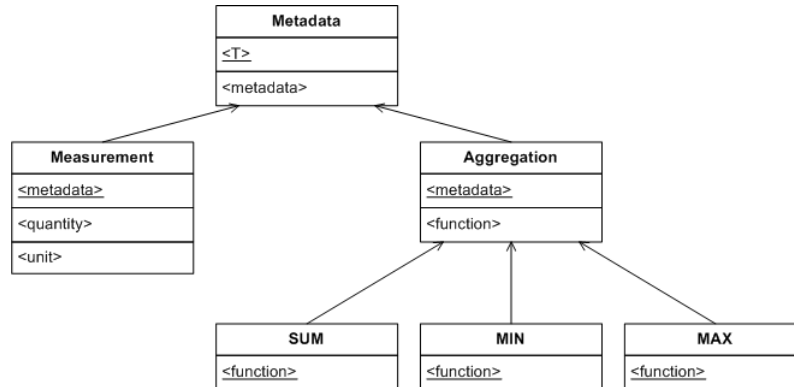 Metadata
<T>
<metadata>
Measurement
<metadata>
<quantity>
<unit>
Aggregation
<metadata>
<function>
SUM
<function>
MIN
<function>
MAX
<function>